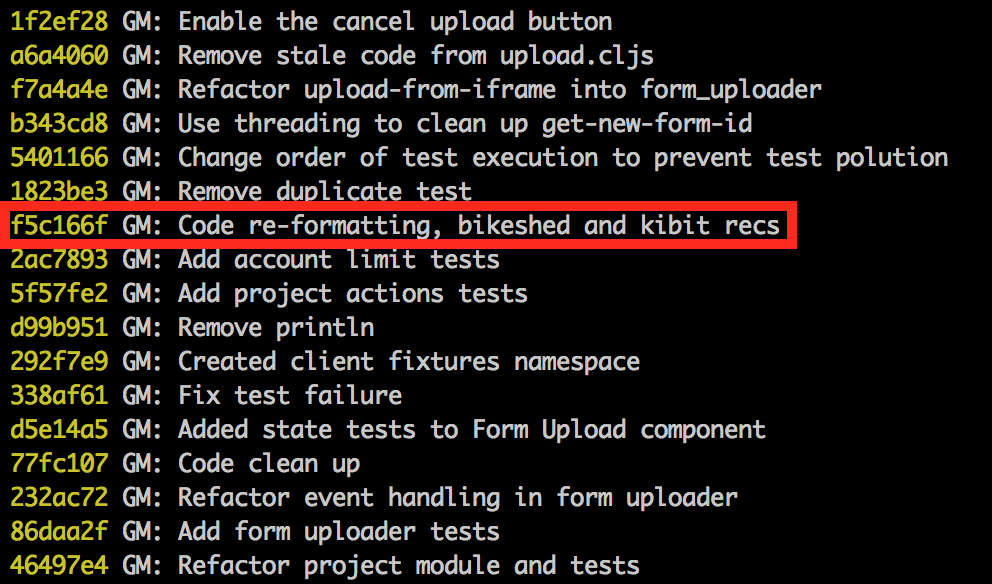 1f2ef28 GM: Enable the cancel upload button
a6a4060 GM: Remove stale code from upload.cljs
f7a4a4e GM: Refactor upload-from-iframe into form_uploader
b343cd8 GM: Use threading to clean up get-new-form-id
5401166 GM: Change order of test execution to prevent test polution
1823be3 GM: Remove duplicate test
f5c166f GM: Code re-formatting, bikeshed and kibit recs
2ac7893 GM: Add account limit tests
5f57fe2 GM: Add project actions tests
d99b951 GM: Remove println
292f7e9 GM: Created client fixtures namespace
338af61 GM: Fix test failure
d5e14a5 GM: Added state tests to Form Upload component
77fc107 GM: Code clean up
232ac72 GM: Refactor event handling in form uploader
86daa2f GM: Add form uploader tests
46497e4 GM: Refactor project module and tests